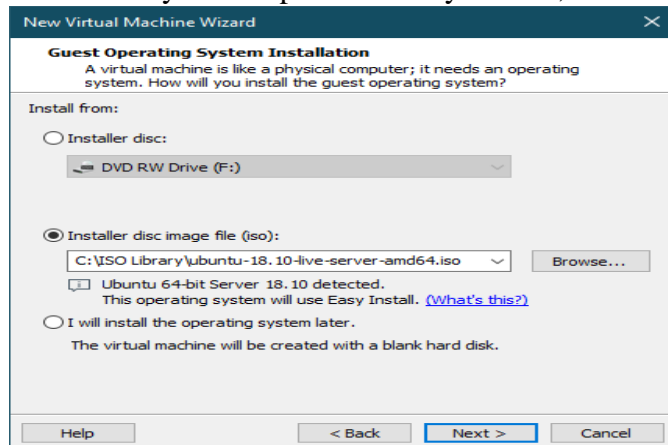 New Virtual Machine Wizard
Guest Operating System Installation
A virtual machine is like a physical computer; it needs an operating
system. How will you install the guest operating system?
Install from:
Installer disc:
DVD RW Drive (F:)
Installer disc image file (iso):
C:\ISO Library\ubuntu-18.10-live-server-amd64.iso
Browse...
Ubuntu 64-bit Server 18.10 detected.
This operating system will use Easy Install. (What's this?)
I will install the operating system later.
The virtual machine will be created with a blank hard disk.
Help
< Back
Next >
Cancel